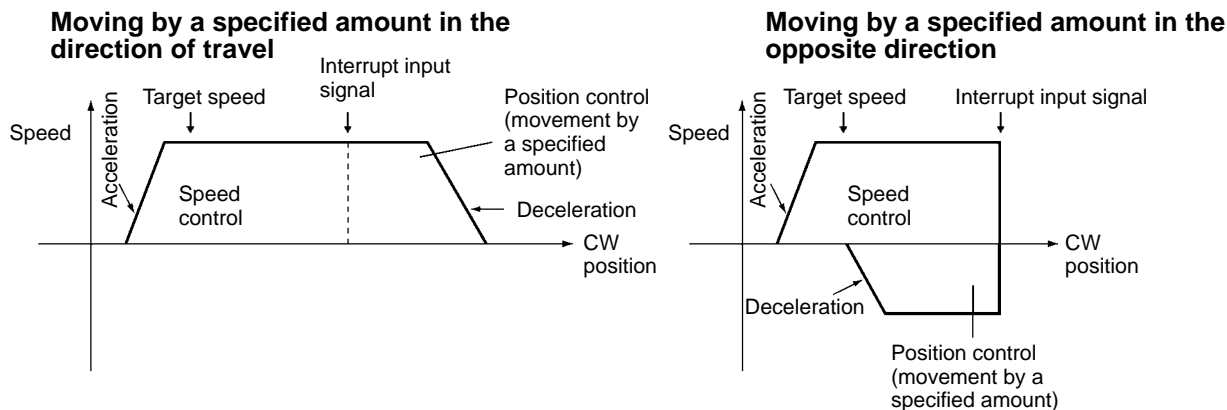 Moving by a specified amount in the
direction of travel
Interrupt input
signal
Target speed
Position control
(movement by
a specified
amount)
Speed
Acceleration
Speed
control
Deceleration
CW
position
Moving by a specified amount in the
opposite direction
Target speed
Interrupt input signal
Speed
Acceleration
Speed
control
CW
position
Deceleration
Position control
(movement by a
specified amount)